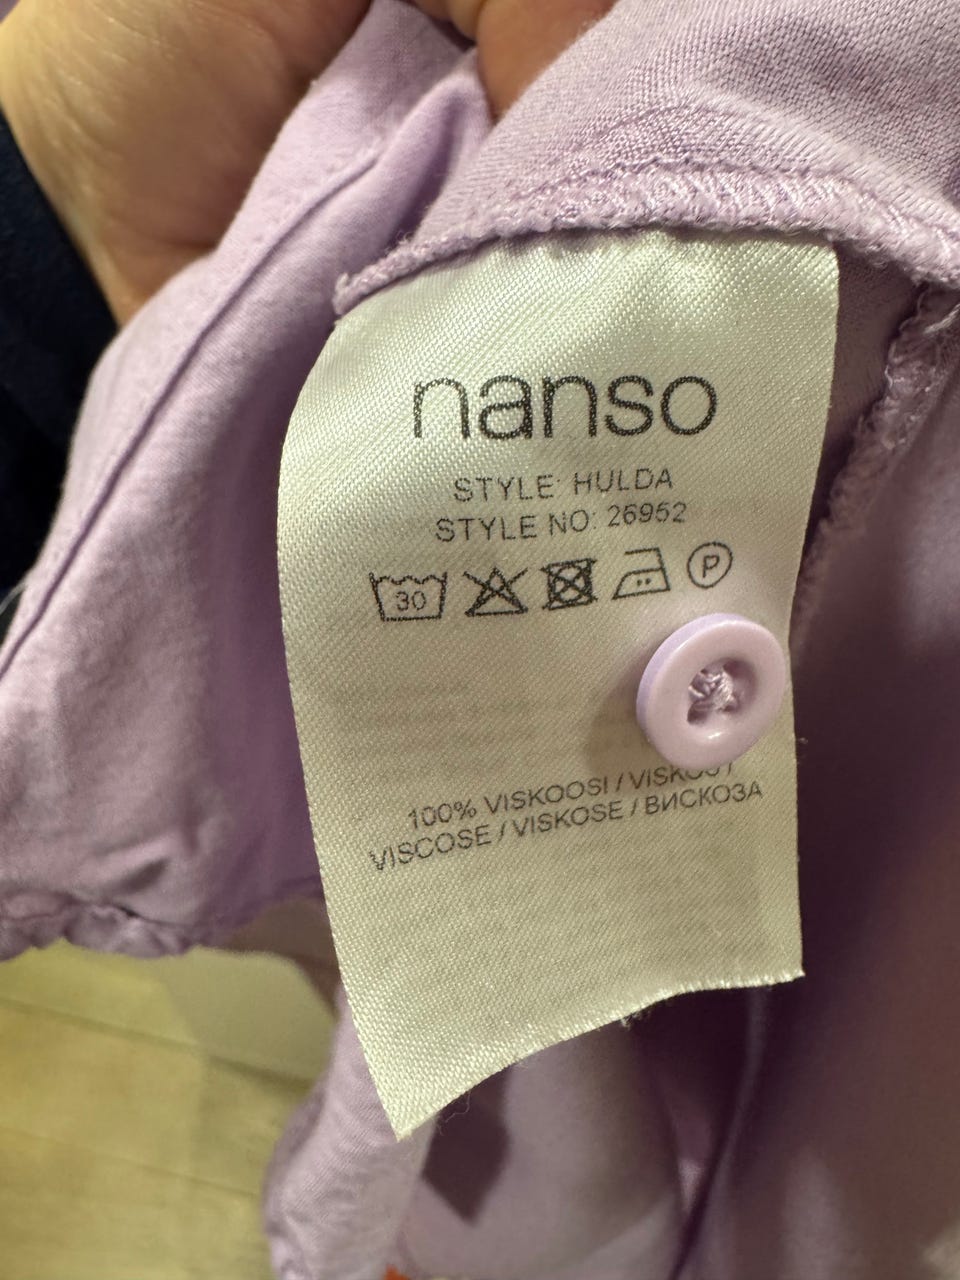 nanso
STYLE: HULDA
STYLE NO: 26952
30 P
100% VISKOOSI / VISKOS /
VISCOSE / VISKOSE / ВИСКОЗА